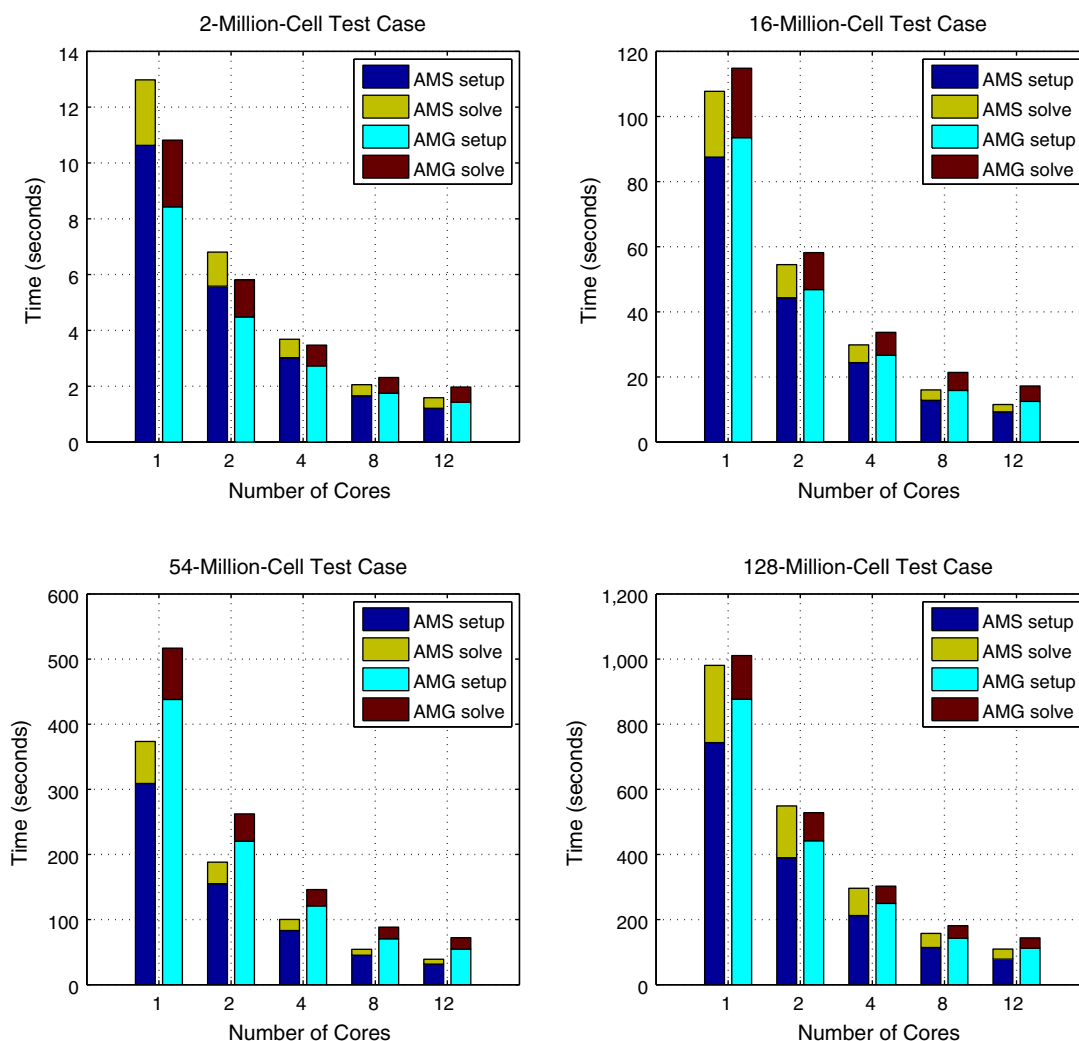 2-Million-Cell Test Case
14
12
10
8
6
4
2
0
Time (seconds)
AMS setup
AMS solve
AMG setup
AMG solve
1
2
4
8
12
Number of Cores
16-Million-Cell Test Case
120
100
80
60
40
20
0
Time (seconds)
AMS setup
AMS solve
AMG setup
AMG solve
1
2
4
8
12
Number of Cores
54-Million-Cell Test Case
600
500
400
300
200
100
0
Time (seconds)
AMS setup
AMS solve
AMG setup
AMG solve
1
2
4
8
12
Number of Cores
128-Million-Cell Test Case
1,200
1,000
800
600
400
200
0
Time (seconds)
AMS setup
AMS solve
AMG setup
AMG solve
1
2
4
8
12
Number of Cores